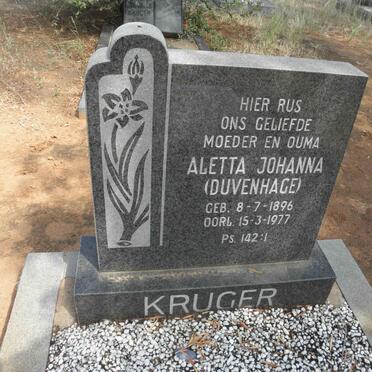 HIER RUS
ONS GELIEFDE
MOEDER EN OUMA
ALETTA JOHANNA
(DUVENHAGE)
GEB. 8-7-1896
OORL. 15-3-1977
PS. 142:1
KRUGER